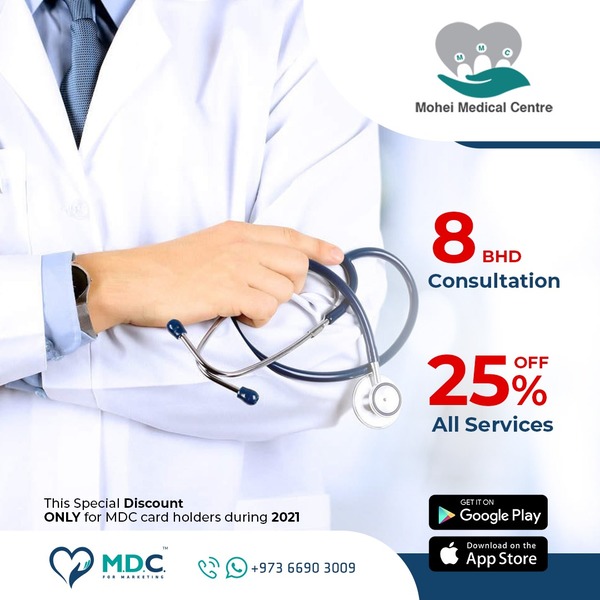 M M C
Mohei Medical Centre
8 BHD
Consultation
25% OFF
All Services
This Special Discount
ONLY for MDC card holders during 2021
GET IT ON
Google Play
Download on the
App Store
M.D.C.™
FOR MARKETING
+973 6690 3009